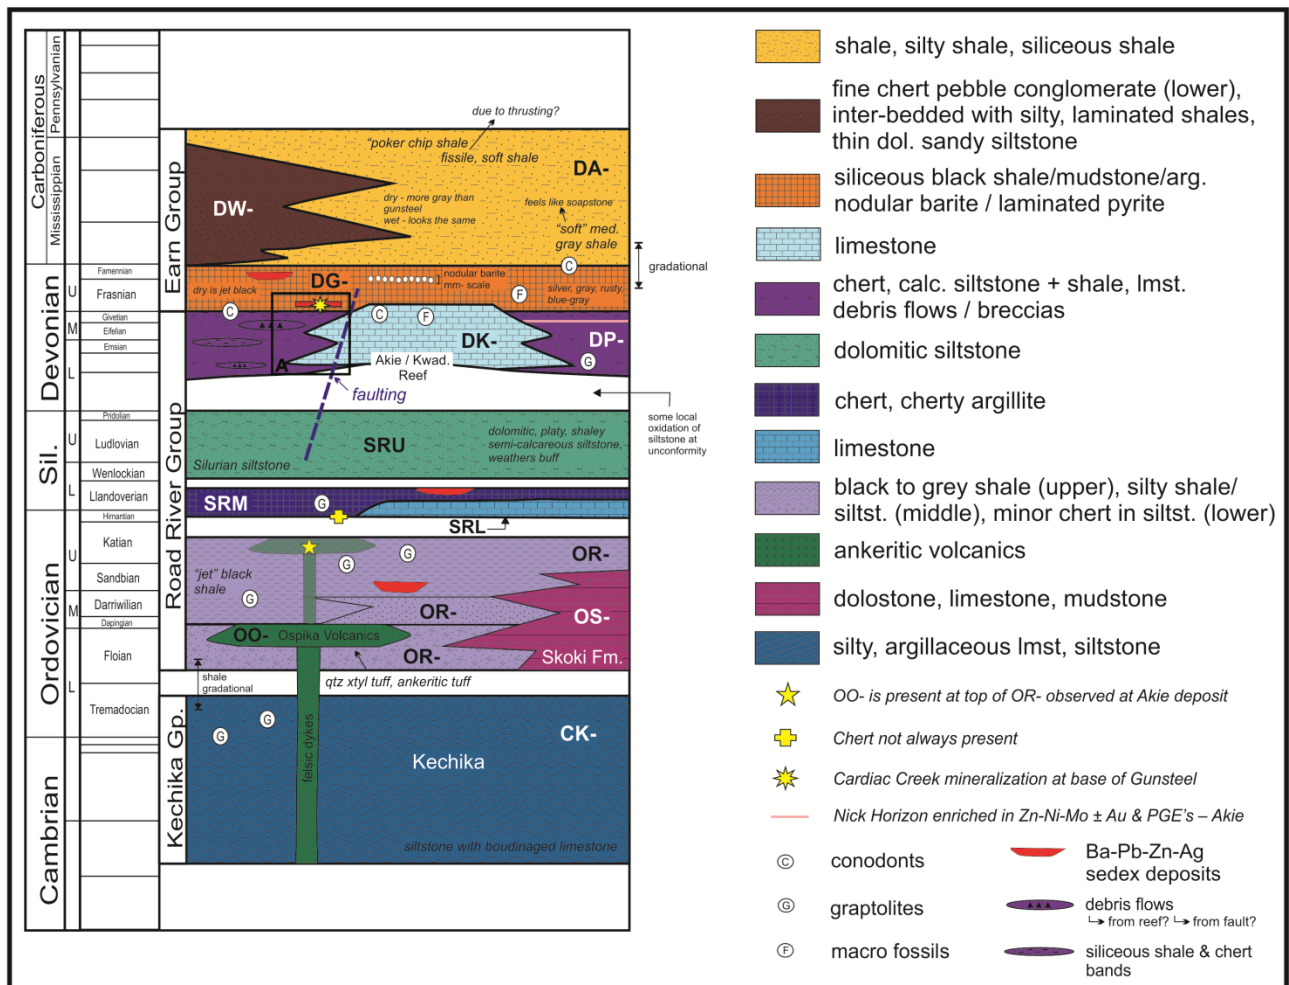 Carboniferous
Pennsylvanian
Mississippian
Devonian
U
M
L
Famennian
Frasnian
Givetian
Eifelian
Emsian
Sil.
U
L
Pridolian
Ludlovian
Wenlockian
Llandoverian
Ordovician
U
M
L
Hirnantian
Katian
Sandbian
Darriwilian
Dapingian
Floian
Tremadocian
Cambrian
Earn Group
Road River Group
Kechika Gp.
due to thrusting?
"poker chip shale
fissile, soft shale
DA-
DW-
dry - more gray than
gunsteel
wet - looks the same
feels like soapstone
"soft" med.
gray shale
gradational
C
DG-
nodular barite
mm- scale
dry is jet black
F
silver, gray, rusty,
blue-gray
C
C
F
DK-
DP-
G
A
Akie / Kwad.
Reef
faulting
some local
oxidation of
siltstone at
unconformity
SRU
dolomitic, platy, shaley
semi-calcareous siltstone,
weathers buff
Silurian siltstone
SRM
G
SRL
OR-
G
G
"jet" black
shale
G
OR-
OS-
OO-
Ospika Volcanics
OR-
Skoki Fm.
shale
gradational
qtz xtyl tuff, ankeritic tuff
G
G
CK-
Kechika
felsic dykes
siltstone with boudinaged limestone
shale, silty shale, siliceous shale
fine chert pebble conglomerate (lower),
inter-bedded with silty, laminated shales,
thin dol. sandy siltstone
siliceous black shale/mudstone/arg.
nodular barite / laminated pyrite
limestone
chert, calc. siltstone + shale, lmst.
debris flows / breccias
dolomitic siltstone
chert, cherty argillite
limestone
black to grey shale (upper), silty shale/
siltst. (middle), minor chert in siltst. (lower)
ankeritic volcanics
dolostone, limestone, mudstone
silty, argillaceous lmst, siltstone
OO- is present at top of OR- observed at Akie deposit
Chert not always present
Cardiac Creek mineralization at base of Gunsteel
Nick Horizon enriched in Zn-Ni-Mo ± Au & PGE's – Akie
C conodonts
G graptolites
F macro fossils
Ba-Pb-Zn-Ag
sedex deposits
debris flows
from reef? from fault?
siliceous shale & chert
bands